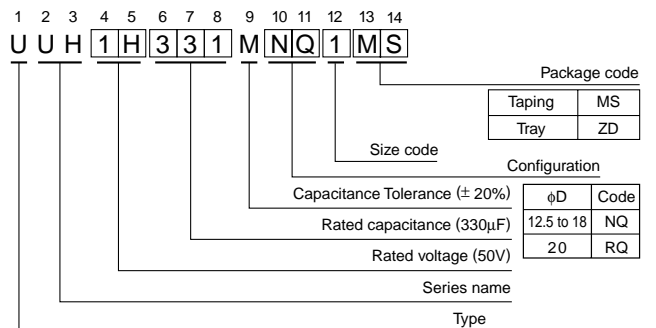 1 2 3 4 5 6 7 8 9 10 11 12 13 14
U U H 1 H 3 3 1 M N Q 1 M S
Package code
Taping MS
Tray ZD
Size code
Configuration
Capacitance Tolerance (± 20%)
ϕD Code
Rated capacitance (330µF)
12.5 to 18 NQ
20 RQ
Rated voltage (50V)
Series name
Type